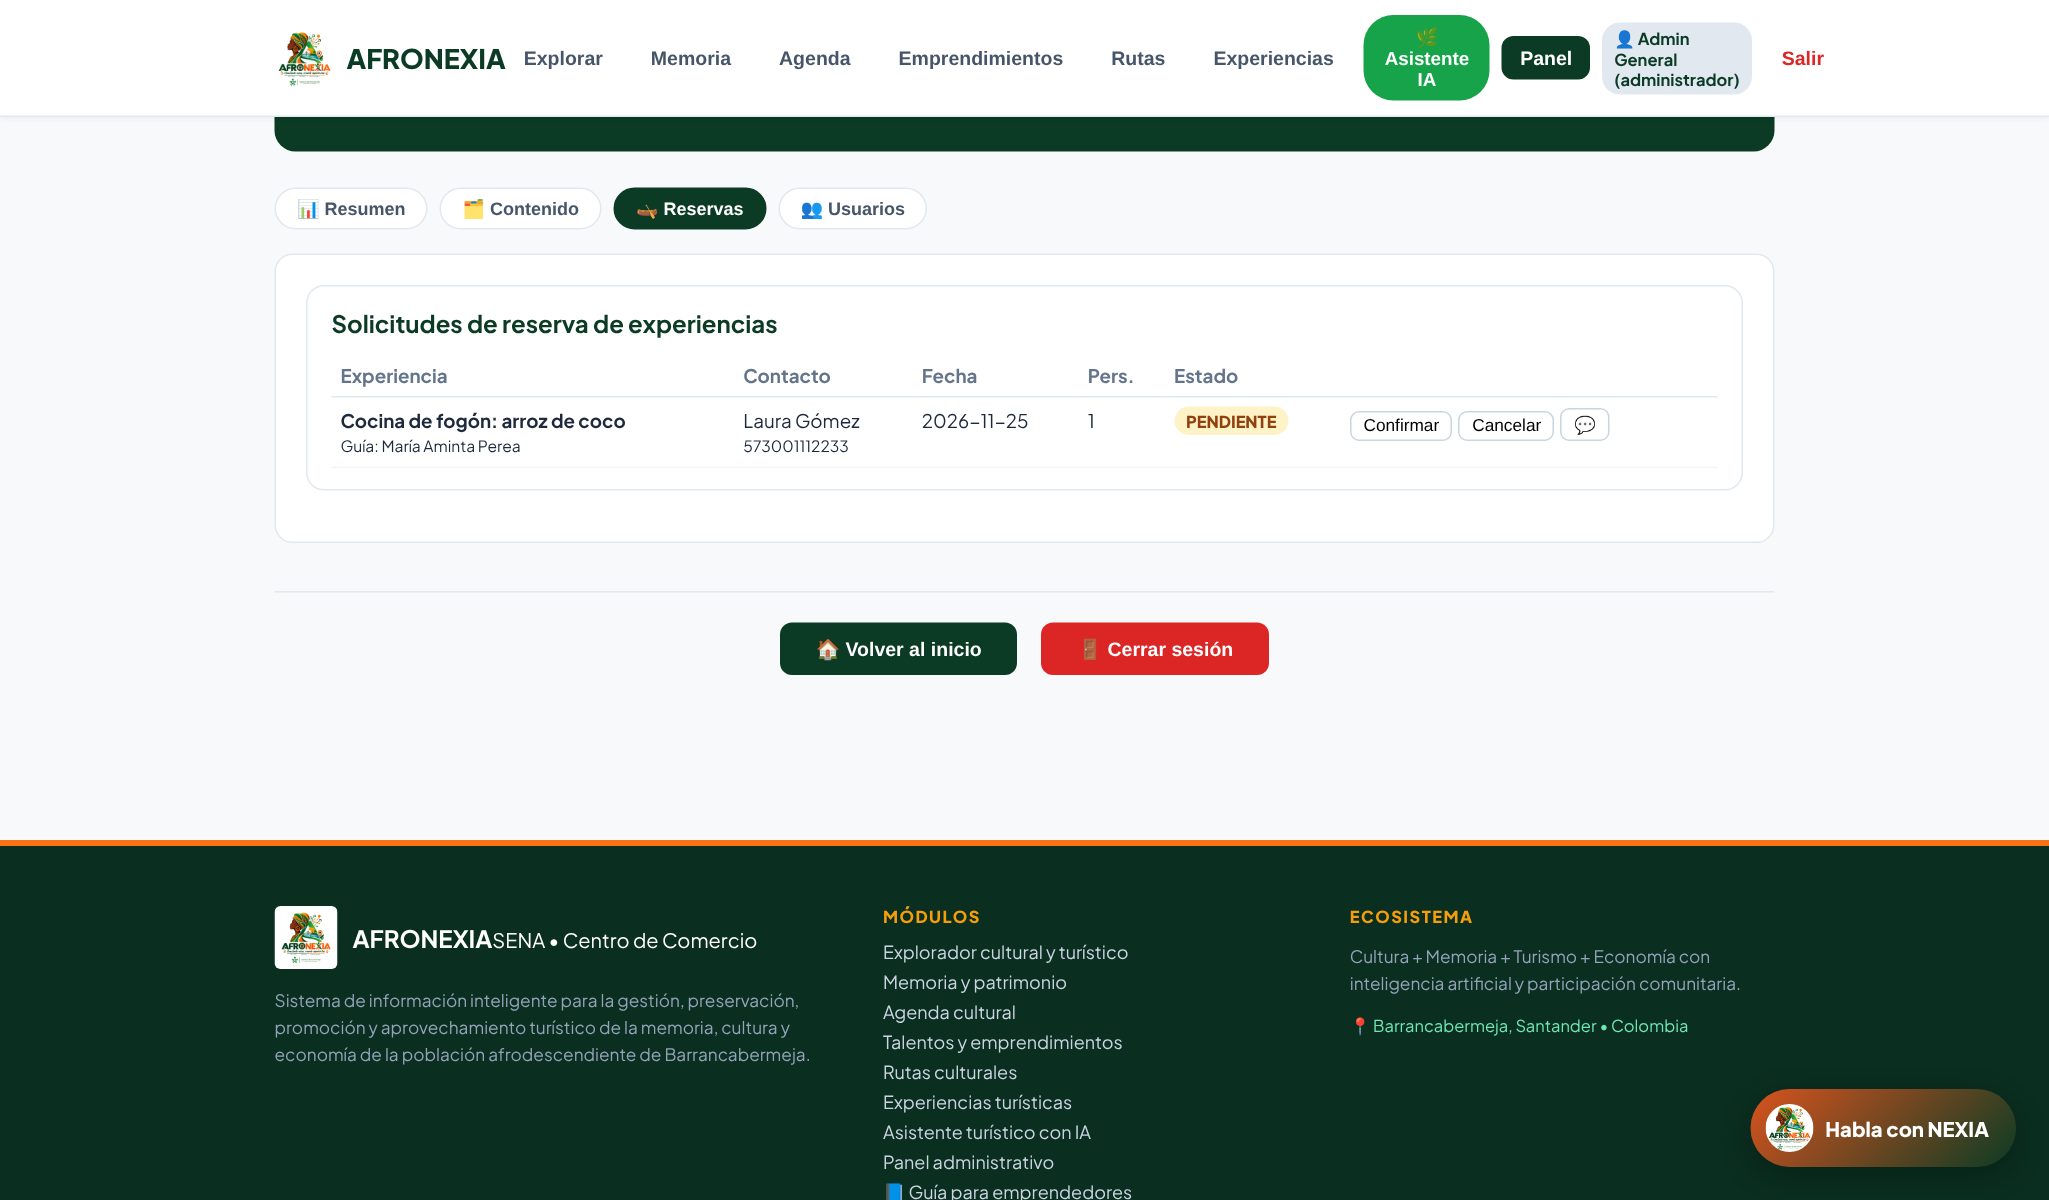 AFRONEXIA
Explorar
Memoria
Agenda
Emprendimientos
Rutas
Experiencias
🌿
Asistente
IA
Panel
👤 Admin
General
(administrador)
Salir
📊 Resumen
🗂️ Contenido
🛶 Reservas
👥 Usuarios
Solicitudes de reserva de experiencias
Experiencia Contacto Fecha Pers. Estado
Cocina de fogón: arroz de coco Laura Gómez 2026-11-25 1 PENDIENTE Confirmar Cancelar 💬
Guía: María Aminta Perea 573001112233
🏠 Volver al inicio
🚪 Cerrar sesión
AFRONEXIA
AFRONEXIASENA • Centro de Comercio
Sistema de información inteligente para la gestión, preservación,
promoción y aprovechamiento turístico de la memoria, cultura y
economía de la población afrodescendiente de Barrancabermeja.
MÓDULOS
Explorador cultural y turístico
Memoria y patrimonio
Agenda cultural
Talentos y emprendimientos
Rutas culturales
Experiencias turísticas
Asistente turístico con IA
Panel administrativo
📘 Guía para emprendedores
ECOSISTEMA
Cultura + Memoria + Turismo + Economía con
inteligencia artificial y participación comunitaria.
📍 Barrancabermeja, Santander • Colombia
Habla con NEXIA